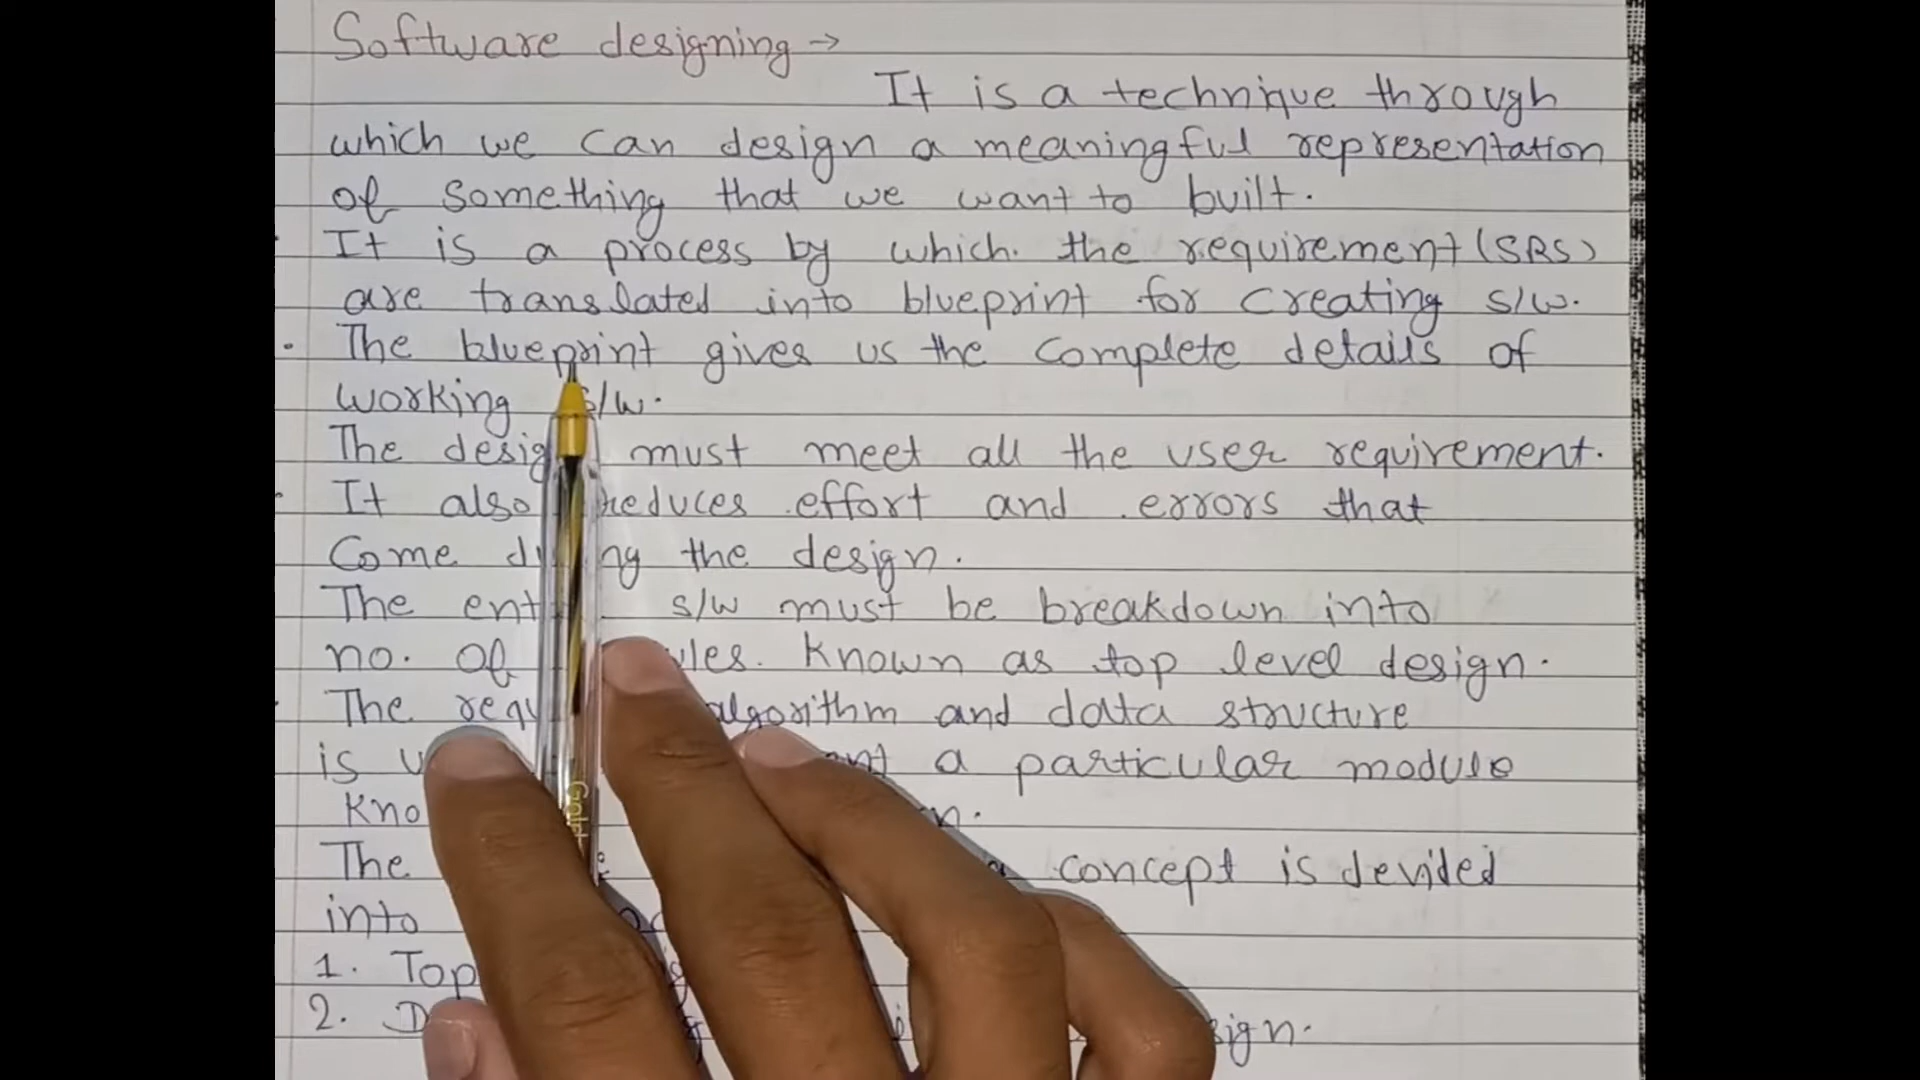 Software designing →
It is a technique through
which we can design a meaningful representation
of something that we want to built.
It is a process by which the requirement (SRS)
are translated into blueprint for creating s/w.
The blueprint gives us the complete details of
working s/w.
The must meet all the user requirement.
It also reduces effort and errors that
Come the design.
The s/w must be breakdown into
no. of known as top level design.
The algorithm and data structure
is a particular module
The concept is devided
into
1. Top
2.